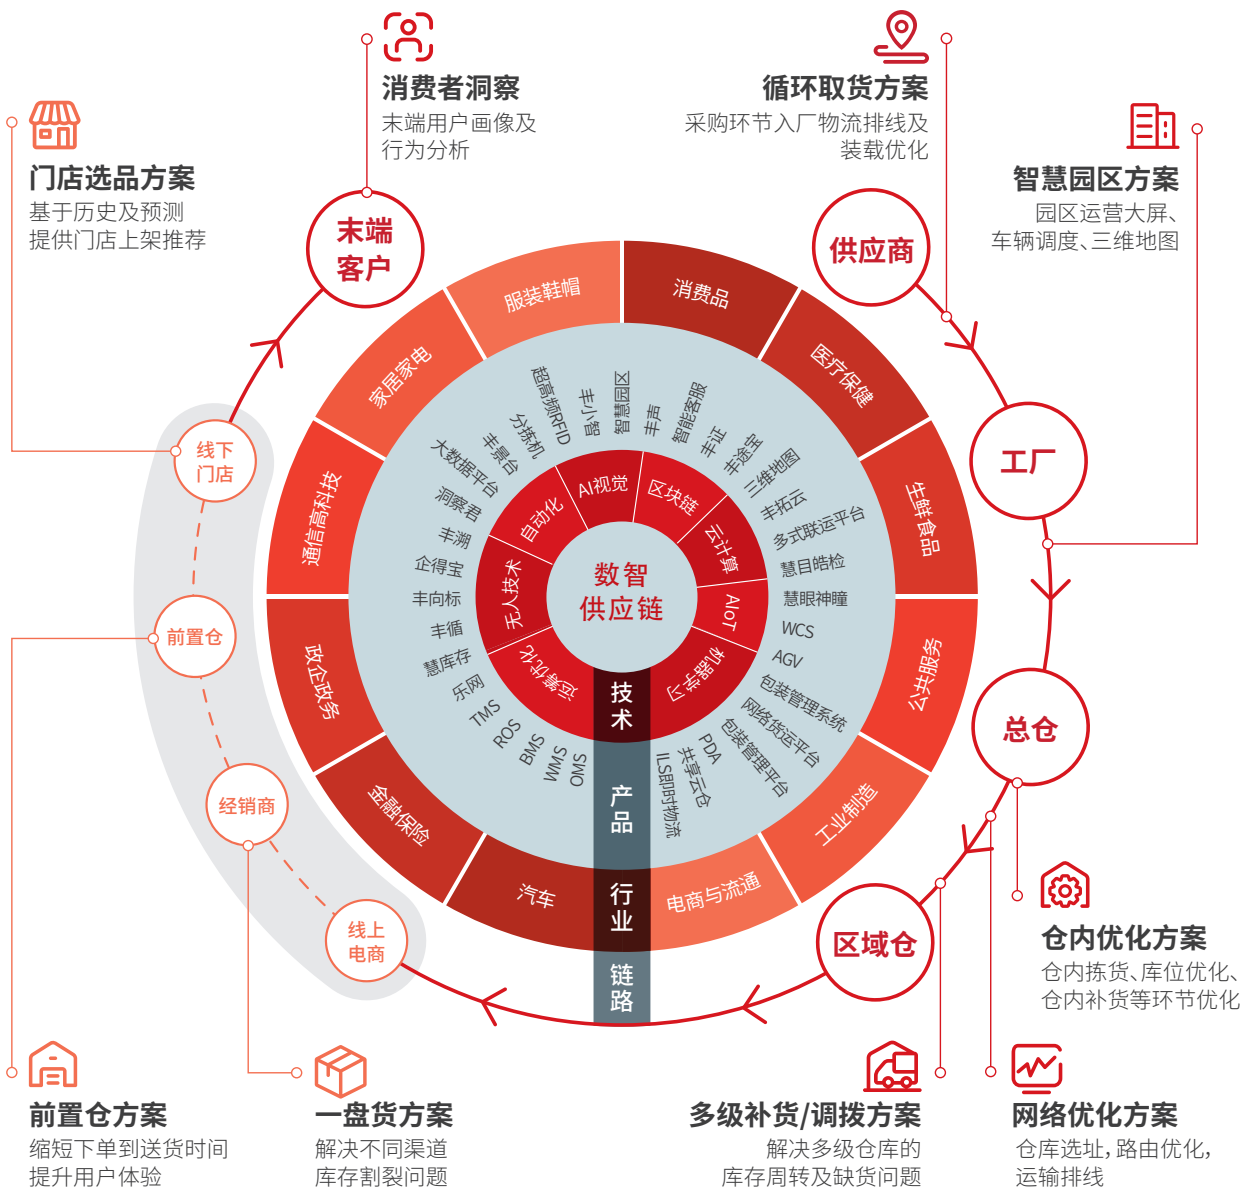 消费者洞察
末端用户画像及
行为分析
循环取货方案
采购环节入厂物流排线及
装载优化
门店选品方案
基于历史及预测
提供门店上架推荐
智慧园区方案
园区运营大屏、
车辆调度、三维地图
末端
客户
供应商
工厂
总仓
区域仓
线上
电商
经销商
前置仓
线下
门店
服装鞋帽
消费品
医疗保健
生鲜食品
公共服务
工业制造
电商与流通
汽车
金融保险
政企政务
通信高科技
家居家电
超高频RFID
丰小智
智慧园区
丰声
智能客服
丰证
丰途宝
三维地图
丰拓云
多式联运平台
慧目皓检
慧眼神瞳
WCS
AGV
包装管理系统
网络货运平台
包装管理平台
PDA
共享云仓
ILS即时物流
OMS
WMS
BMS
ROS
TMS
乐网
慧库存
丰循
丰向标
企得宝
丰溯
洞察君
大数据平台
丰景台
分拣机
AI视觉
区块链
云计算
AIoT
机器学习
运筹优化
无人技术
自动化
数智
供应链
技
术
产
品
行
业
链
路
仓内优化方案
仓内拣货、库位优化、
仓内补货等环节优化
前置仓方案
缩短下单到送货时间
提升用户体验
一盘货方案
解决不同渠道
库存割裂问题
多级补货/调拨方案
解决多级仓库的
库存周转及缺货问题
网络优化方案
仓库选址,路由优化,
运输排线